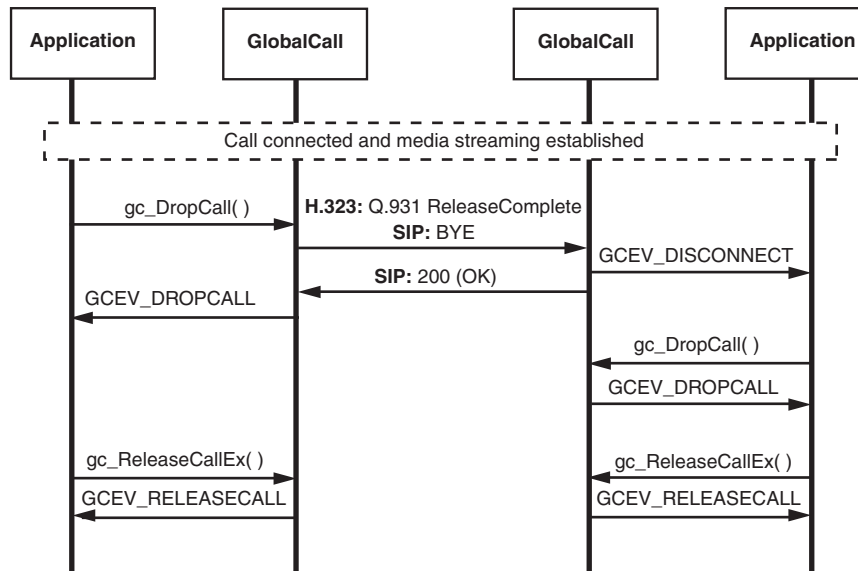 Application
GlobalCall
GlobalCall
Application
Call connected and media streaming established
gc_DropCall( )
H.323: Q.931 ReleaseComplete
SIP: BYE
GCEV_DISCONNECT
SIP: 200 (OK)
GCEV_DROPCALL
gc_DropCall( )
GCEV_DROPCALL
gc_ReleaseCallEx( )
gc_ReleaseCallEx( )
GCEV_RELEASECALL
GCEV_RELEASECALL